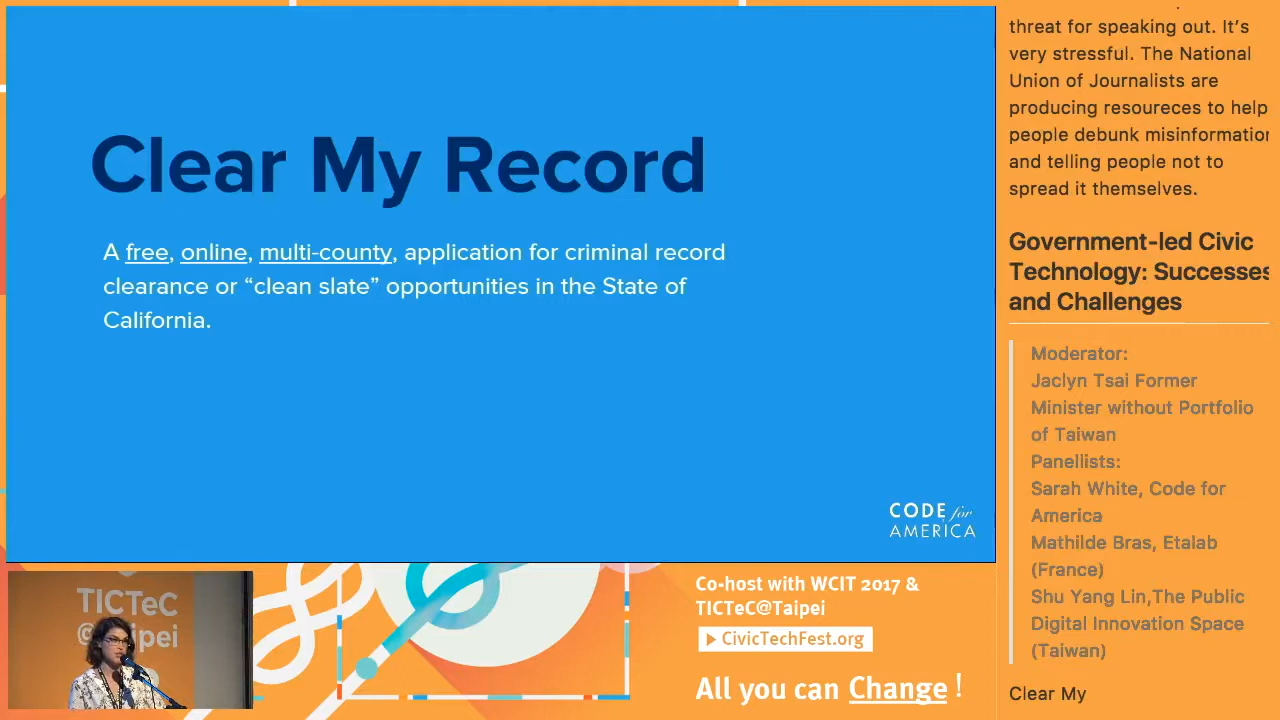 Clear My Record
A free, online, multi-county, application for criminal record
clearance or “clean slate” opportunities in the State of
California.
CODE for
AMERICA
threat for speaking out. It’s
very stressful. The National
Union of Journalists are
producing resoureces to help
people debunk misinformation
and telling people not to
spread it themselves.
Government-led Civic
Technology: Successes
and Challenges
Moderator:
Jaclyn Tsai Former
Minister without Portfolio
of Taiwan
Panellists:
Sarah White, Code for
America
Mathilde Bras, Etalab
(France)
Shu Yang Lin,The Public
Digital Innovation Space
(Taiwan)
Clear My
TICTeC
@Taipei
Co-host with WCIT 2017 &
TICTeC@Taipei
CivicTechFest.org
All you can Change !